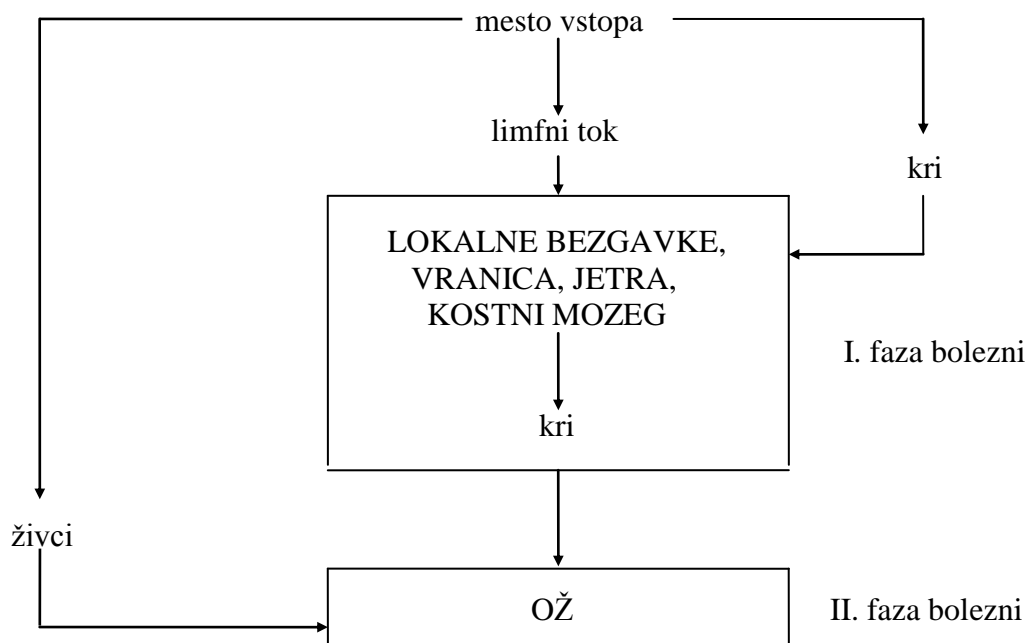 mesto vstopa
limfni tok
kri
LOKALNE BEZGAVKE,
VRANICA, JETRA,
KOSTNI MOZEG
I. faza bolezni
kri
živci
OŽ
II. faza bolezni